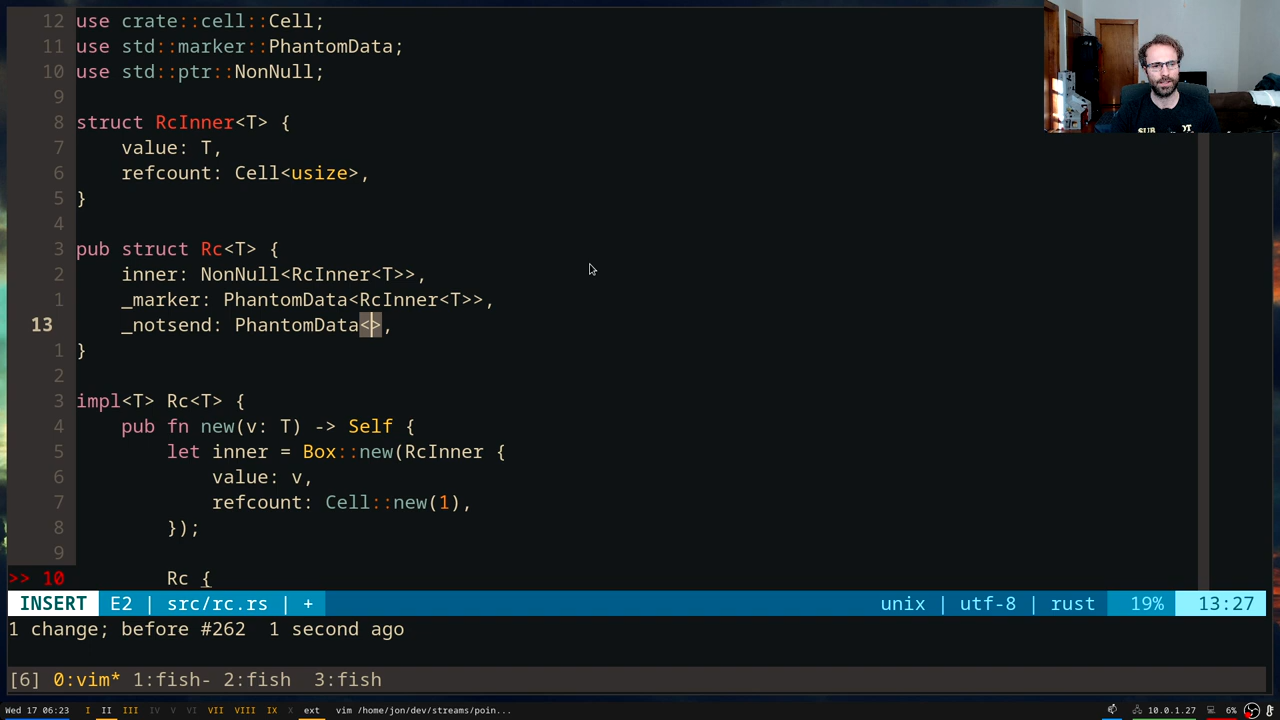 12 use crate::cell::Cell;
11 use std::marker::PhantomData;
10 use std::ptr::NonNull;
9
8 struct RcInner<T> {
7     value: T,
6     refcount: Cell<usize>,
5 }
4
3 pub struct Rc<T> {
2     inner: NonNull<RcInner<T>>,
1     _marker: PhantomData<RcInner<T>>,
13     _notsend: PhantomData<>,
1 }
2
3 impl<T> Rc<T> {
4     pub fn new(v: T) -> Self {
5         let inner = Box::new(RcInner {
6             value: v,
7             refcount: Cell::new(1),
8         });
9
>> 10         Rc {
INSERT E2 | src/rc.rs | + unix | utf-8 | rust 19% 13:27
1 change; before #262  1 second ago
[6] 0:vim* 1:fish- 2:fish  3:fish
Wed 17 06:23 I II III IV V VI VII VIII IX X ext vim /home/jon/dev/streams/poin... 10.0.1.27 6%